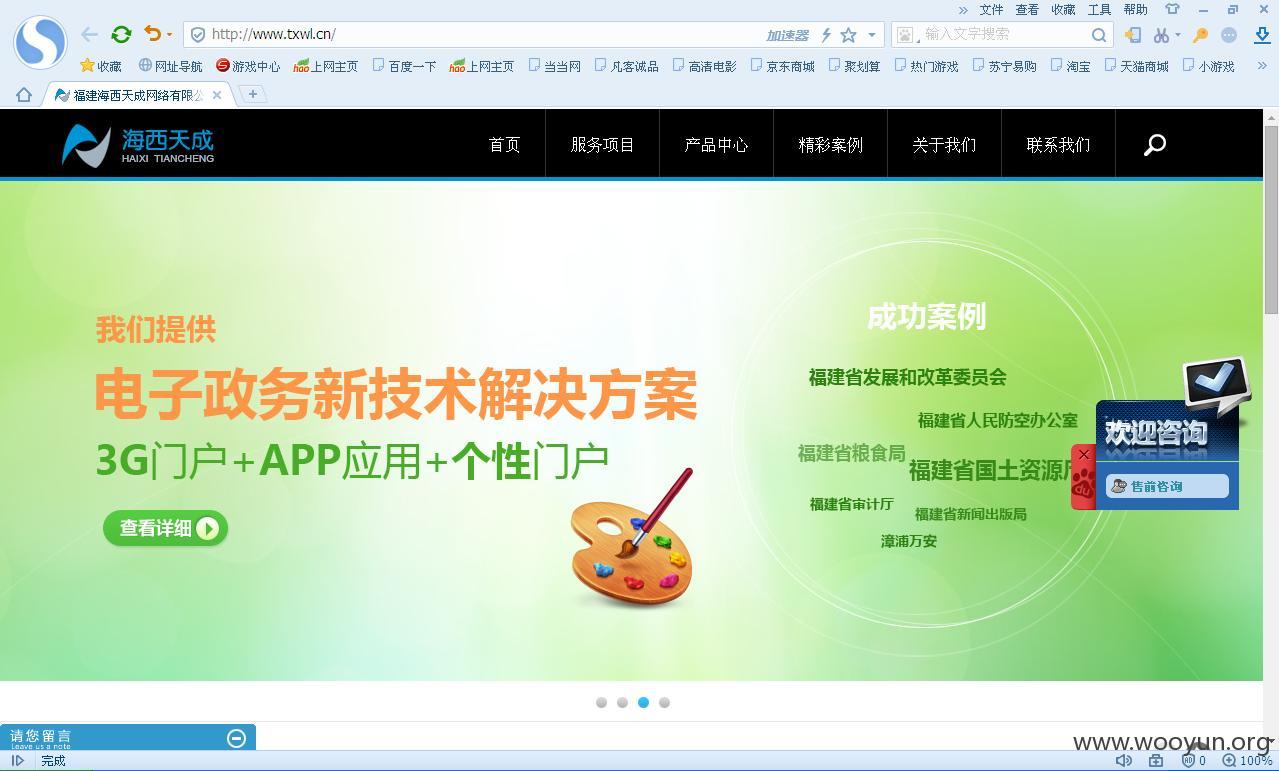 文件 查看 收藏 工具 帮助
http://www.txwl.cn/
加速器
输入文字搜索
收藏 网址导航 游戏中心 上网主页 百度一下 上网主页 当当网 凡客诚品 高清电影 京东商城 聚划算 热门游戏 苏宁易购 淘宝 天猫商城 小游戏
福建海西天成网络有限公
海西天成
HAIXI TIANCHENG
首页 服务项目 产品中心 精彩案例 关于我们 联系我们
我们提供
电子政务新技术解决方案
3G门户+APP应用+个性门户
查看详细
成功案例
福建省发展和改革委员会
福建省人民防空办公室
福建省粮食局
福建省国土资源厅
福建省审计厅
福建省新闻出版局
漳浦万安
欢迎咨询
du
售前咨询
请您留言
Leave us a note
www.wooyun.org
完成
0
100%